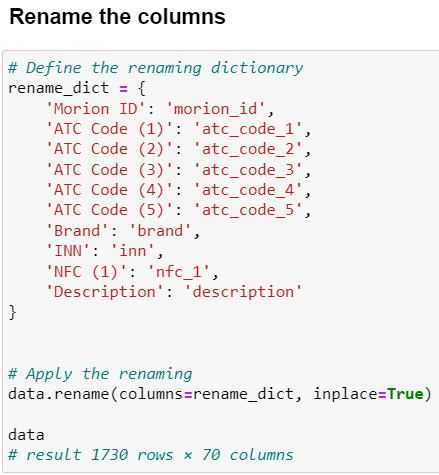 Rename the columns
# Define the renaming dictionary
rename_dict = {
    'Morion ID': 'morion_id',
    'ATC Code (1)': 'atc_code_1',
    'ATC Code (2)': 'atc_code_2',
    'ATC Code (3)': 'atc_code_3',
    'ATC Code (4)': 'atc_code_4',
    'ATC Code (5)': 'atc_code_5',
    'Brand': 'brand',
    'INN': 'inn',
    'NFC (1)': 'nfc_1',
    'Description': 'description'
}
# Apply the renaming
data.rename(columns=rename_dict, inplace=True)
data
# result 1730 rows × 70 columns